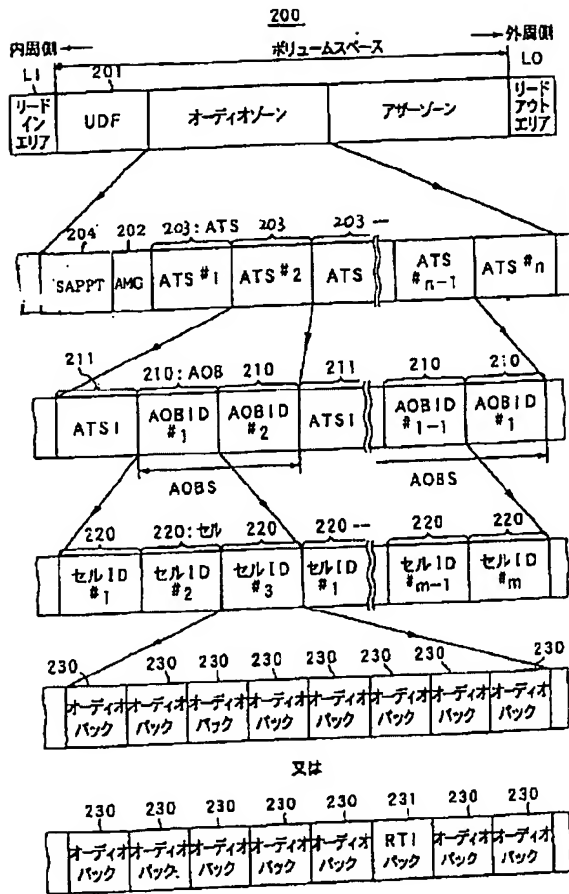 200
内周側 ← → 外周側
ボリュームスペース
LI 201 LO
リードインエリア UDF オーディオゾーン アザーゾーン リードアウトエリア
204 202 203:ATS 203 203 --
SAPPT AMG ATS #1 ATS #2 ATS ATS #n-1 ATS #n
211 210:AOB 210 211 210 210
ATSI AOBID #1 AOBID #2 ATSI AOBID #1-1 AOBID #1
AOBS AOBS
220 220:セル 220 220 -- 220 220
セルID #1 セルID #2 セルID #3 セルID #1 セルID #m-1 セルID #m
230 230 230 230 230 230 230 230
オーディオパック オーディオパック オーディオパック オーディオパック オーディオパック オーディオパック オーディオパック オーディオパック
又は
230 230 230 230 230 231 230 230
オーディオパック オーディオパック オーディオパック オーディオパック オーディオパック RTIパック オーディオパック オーディオパック